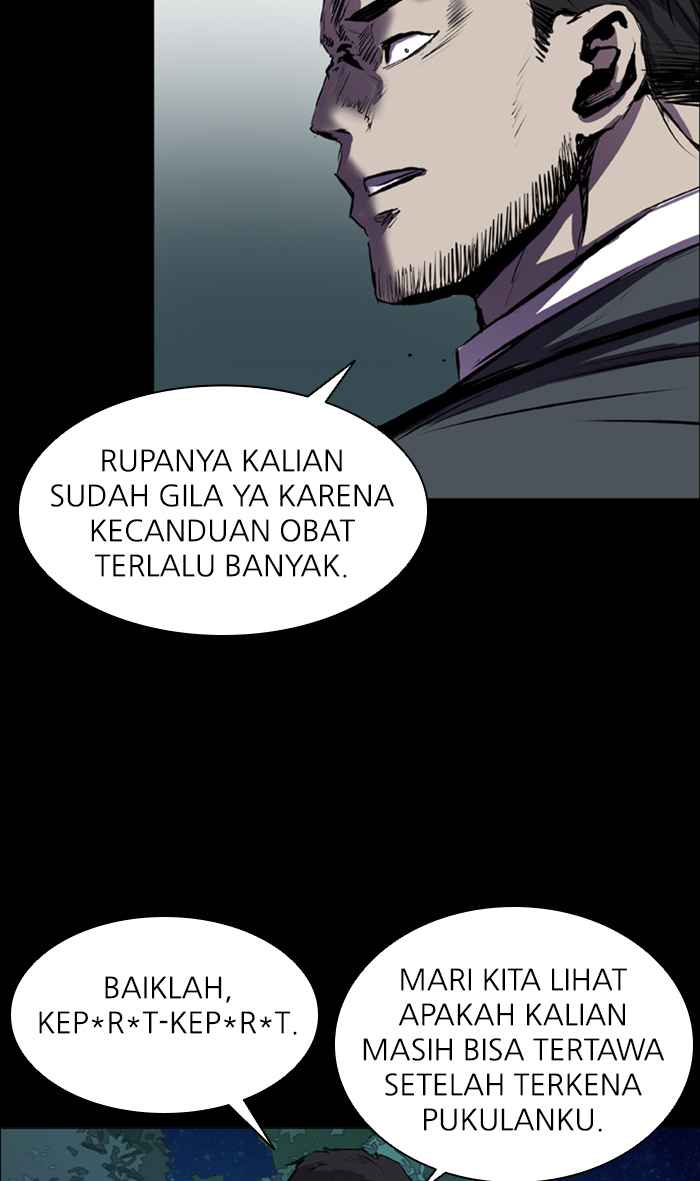 RUPANYA KALIAN
SUDAH GILA YA KARENA
KECANDUAN OBAT
TERLALU BANYAK.
BAIKLAH,
KEP*R*T-KEP*R*T.
MARI KITA LIHAT
APAKAH KALIAN
MASIH BISA TERTAWA
SETELAH TERKENA
PUKULANKU.